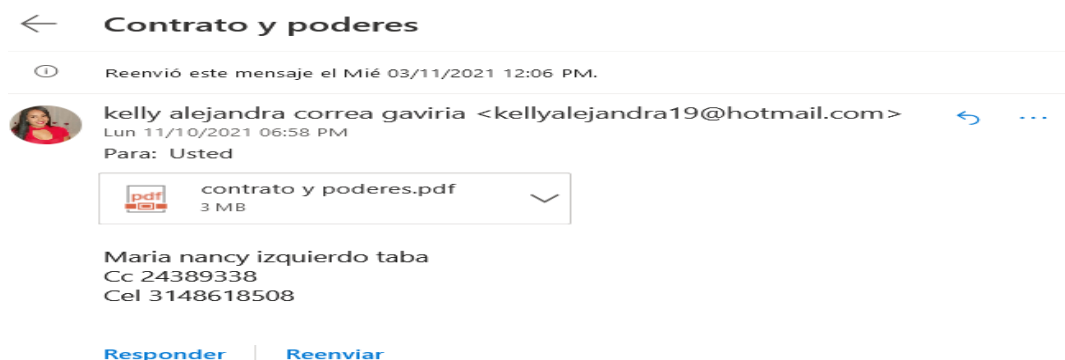 Contrato y poderes
Reenvió este mensaje el Mié 03/11/2021 12:06 PM.
kelly alejandra correa gaviria <kellyalejandra19@hotmail.com>
Lun 11/10/2021 06:58 PM
Para: Usted
pdf
contrato y poderes.pdf
3 MB
Maria nancy izquierdo taba
Cc 24389338
Cel 3148618508
Responder
Reenviar